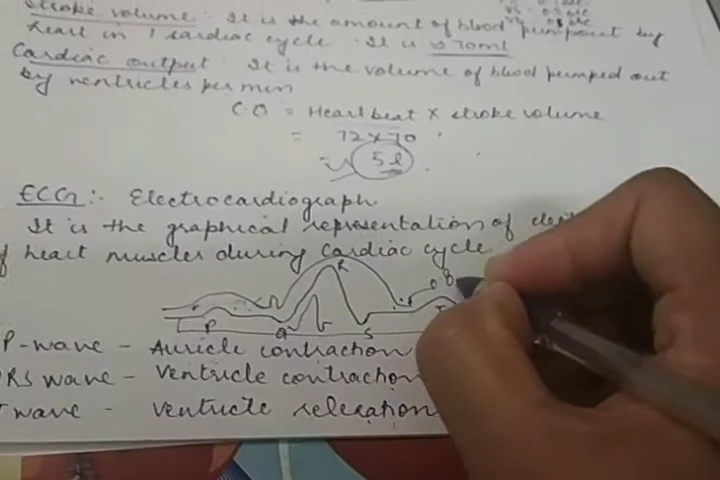 Stroke volume. It is the amount of blood pumpout by
heart in 1 cardiac cycle. It is 70ml
Cardiac output. It is the volume of blood pumped out
by ventricles per min
C.O = Heart beat × stroke volume
= 72×70
= 5l
ECG:- Electrocardiograph
It is the graphical representation of
heart muscles during cardiac cycle
R
P Q S T
P-wave - Auricle contraction
RS wave - Ventricle contraction
T wave - ventricle relexation